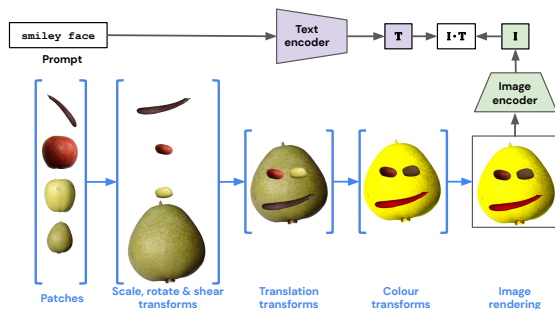 smiley face
Prompt
Text
encoder
T
I·T
I
Image
encoder
Patches
Scale, rotate & shear
transforms
Translation
transforms
Colour
transforms
Image
rendering